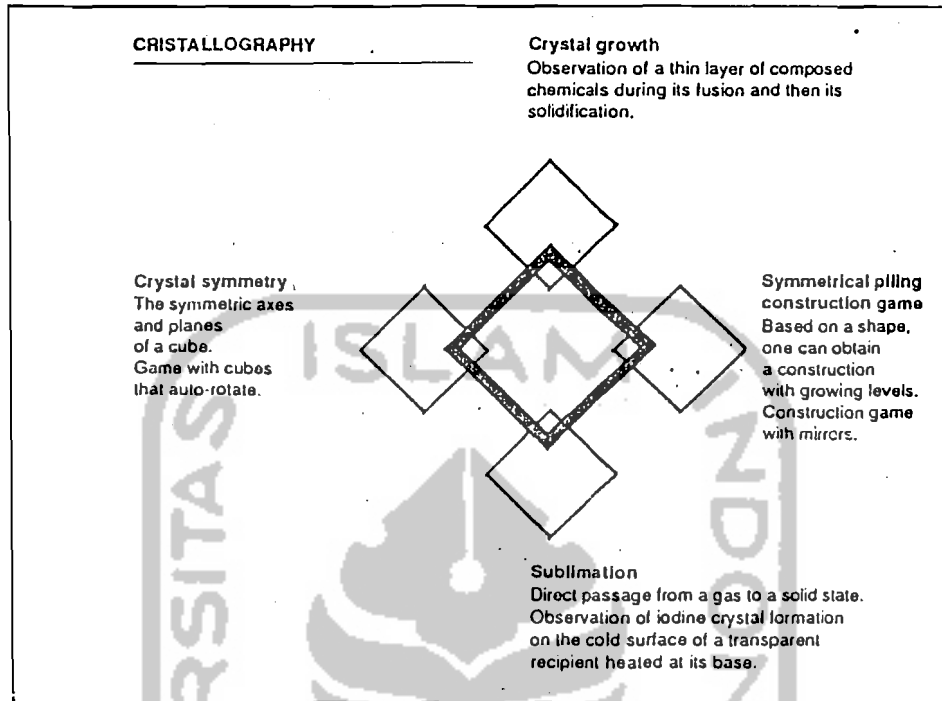 CRISTALLOGRAPHY
Crystal growth
Observation of a thin layer of composed
chemicals during its fusion and then its
solidification.
Crystal symmetry
The symmetric axes
and planes
of a cube.
Game with cubes
that auto-rotate.
Symmetrical piling
construction game
Based on a shape,
one can obtain
a construction
with growing levels.
Construction game
with mirrors.
Sublimation
Direct passage from a gas to a solid state.
Observation of iodine crystal formation
on the cold surface of a transparent
recipient heated at its base.
ISLAM
RSITAS
INDON